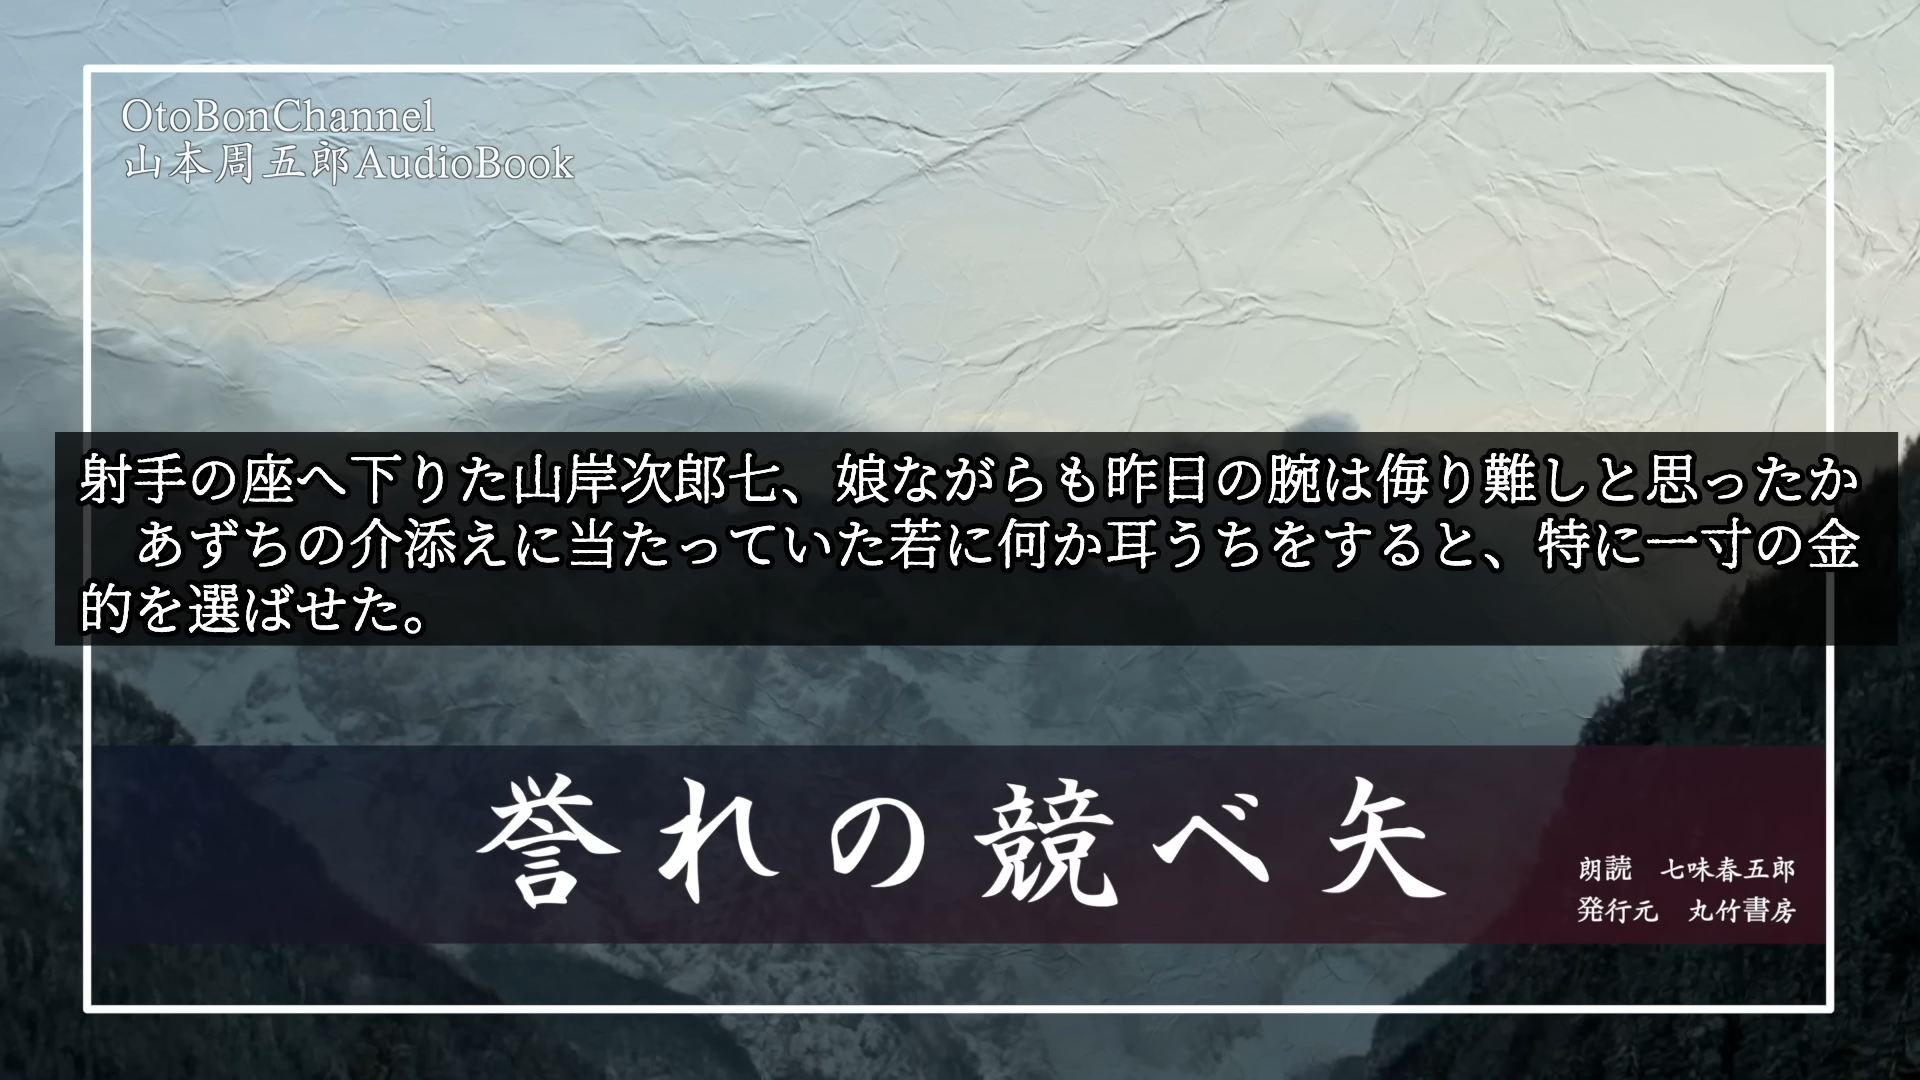 OtoBonChannel
山本周五郎AudioBook
射手の座へ下りた山岸次郎七、娘ながらも昨日の腕は侮り難しと思ったか
　あずちの介添えに当たっていた若に何か耳うちをすると、特に一寸の金
的を選ばせた。
誉れの競べ矢
朗読　七味春五郎
発行元　丸竹書房